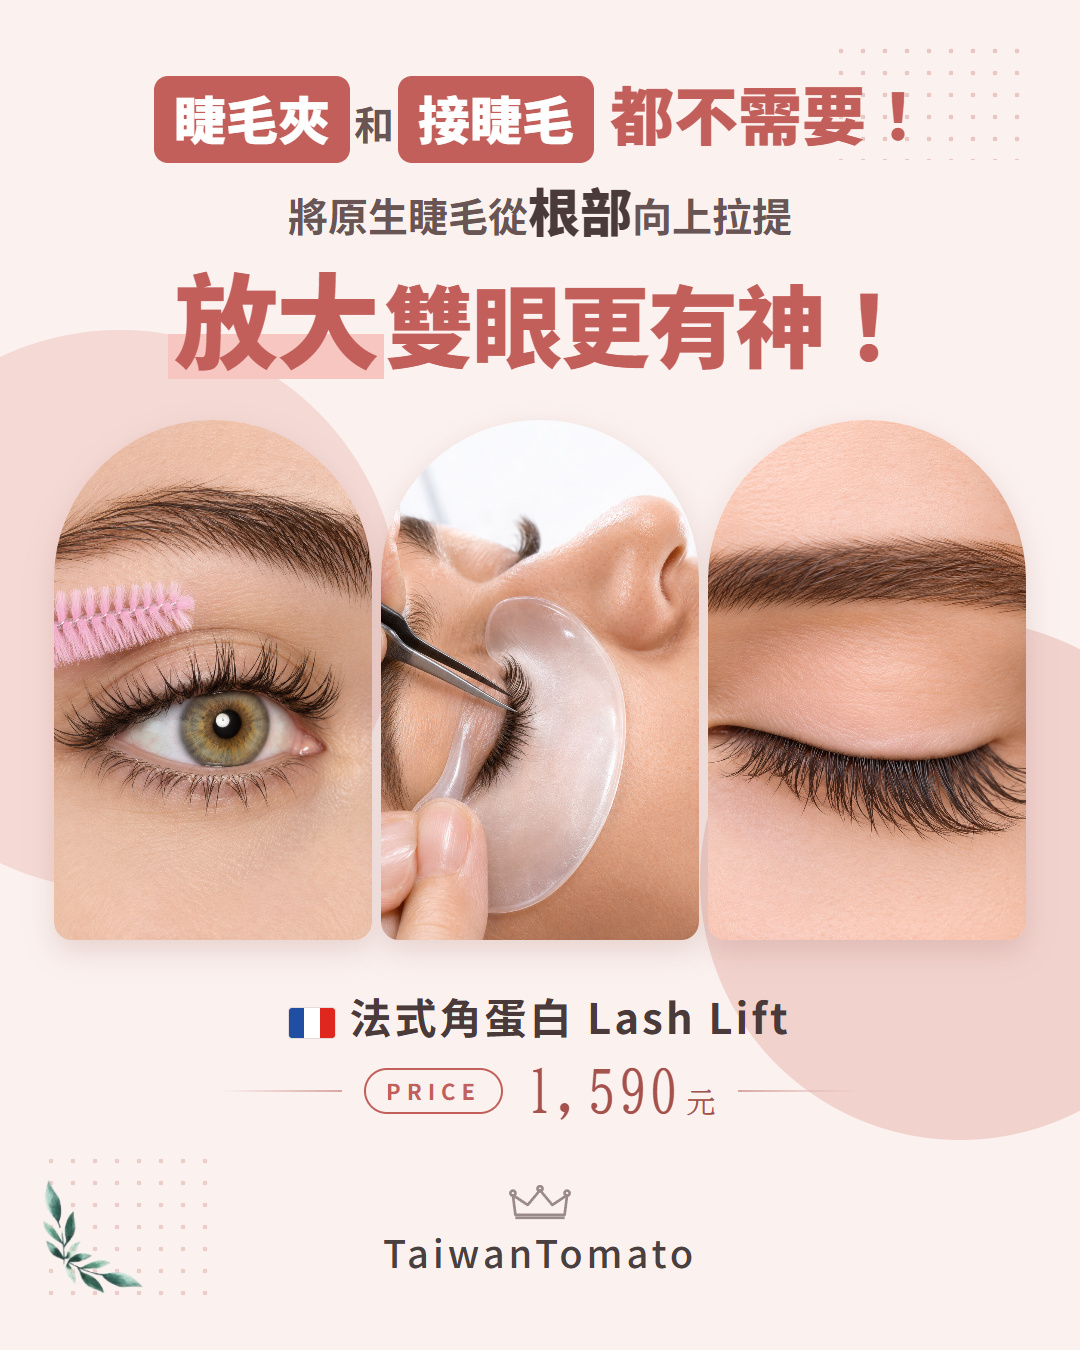 睫毛夾和接睫毛 都不需要！
將原生睫毛從根部向上拉提
放大雙眼更有神！
法式角蛋白 Lash Lift
PRICE 1,590 元
TaiwanTomato